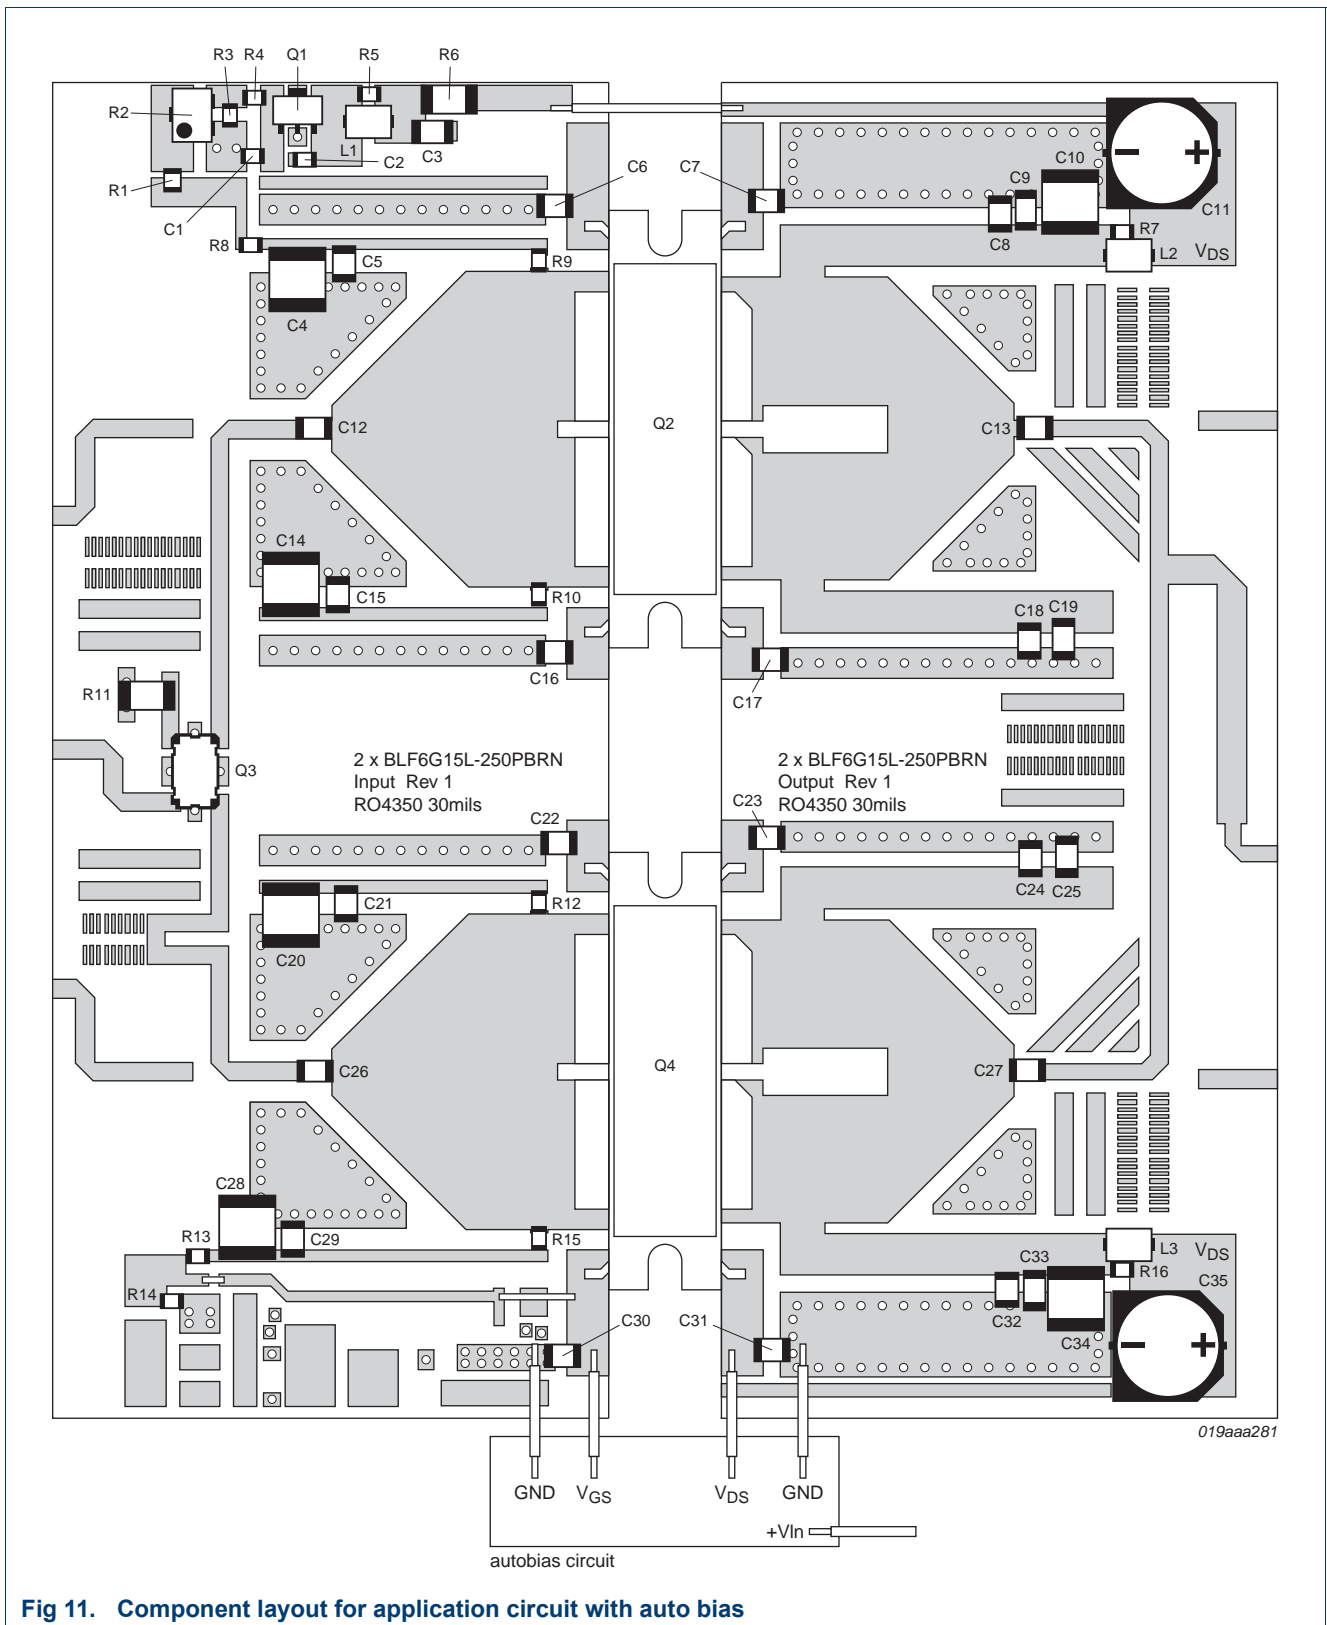 R3 R4 Q1 R5 R6
R2
L1 C2 C3
R1
C1
C6 C7
C9 C10
C8 C11
R7
R8 C5 R9 L2 VDS
C4
C12 Q2 C13
C14
C15 R10
C18 C19
C16
C17
R11
Q3
2 x BLF6G15L-250PBRN
Input Rev 1
RO4350 30mils
2 x BLF6G15L-250PBRN
Output Rev 1
RO4350 30mils
C22 C23
C24 C25
C21 R12
C20
C26 Q4 C27
C28
R13 C29 R15 L3 VDS
C33 R16 C35
R14
C30 C31 C32 C34
− +
− +
019aaa281
GND VGS VDS GND
+VIn
autobias circuit
Fig 11. Component layout for application circuit with auto bias